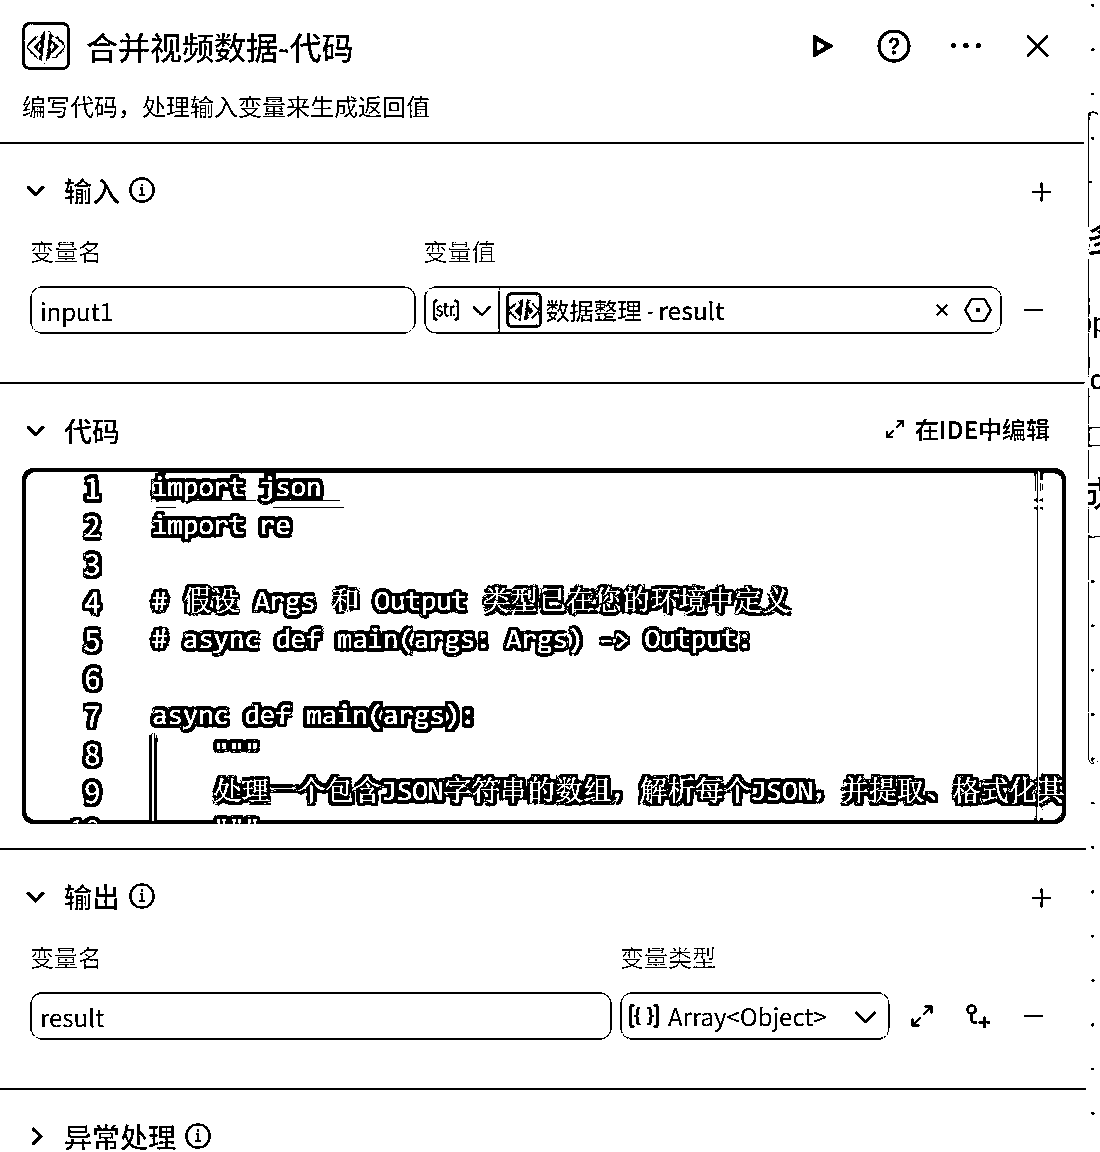 合并视频数据-代码
编写代码，处理输入变量来生成返回值
输入
变量名 变量值
input1 [str] 数据整理 - result
代码 在IDE中编辑
1 import json
2 import re
3
4 # 假设 Args 和 Output 类型已在您的环境中定义
5 # async def main(args: Args) -> Output:
6
7 async def main(args):
8 """
9 处理一个包含JSON字符串的数组，解析每个JSON，并提取、格式化其
10 """
输出
变量名 变量类型
result [{ }] Array<Object>
异常处理